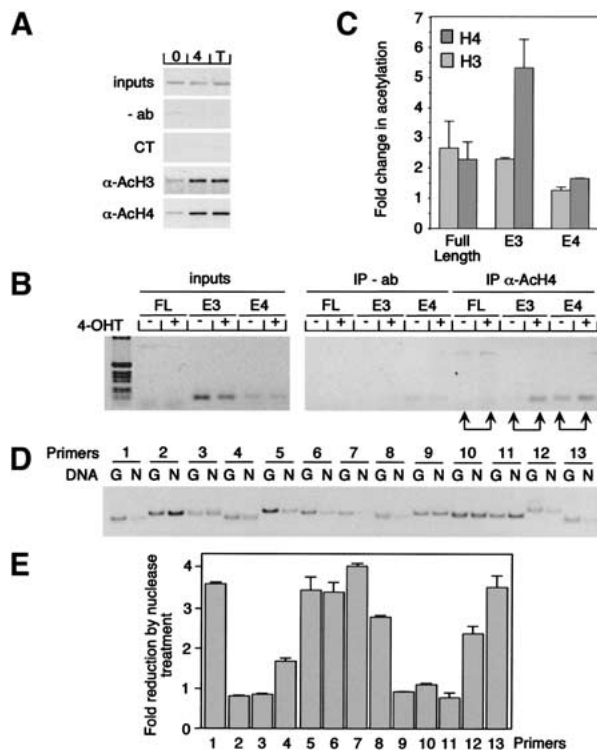 A
0 4 T
inputs
- ab
CT
α-AcH3
α-AcH4
C
Fold change in acetylation
7
6
5
4
3
2
1
0
H4
H3
Full Length
E3
E4
B
inputs
IP - ab
IP α-AcH4
FL E3 E4 FL E3 E4 FL E3 E4
4-OHT - + - + - + - + - + - + - + - + - +
D
Primers 1 2 3 4 5 6 7 8 9 10 11 12 13
DNA G N G N G N G N G N G N G N G N G N G N G N G N G N
E
Fold reduction by nuclease treatment
4
3
2
1
0
1 2 3 4 5 6 7 8 9 10 11 12 13 Primers